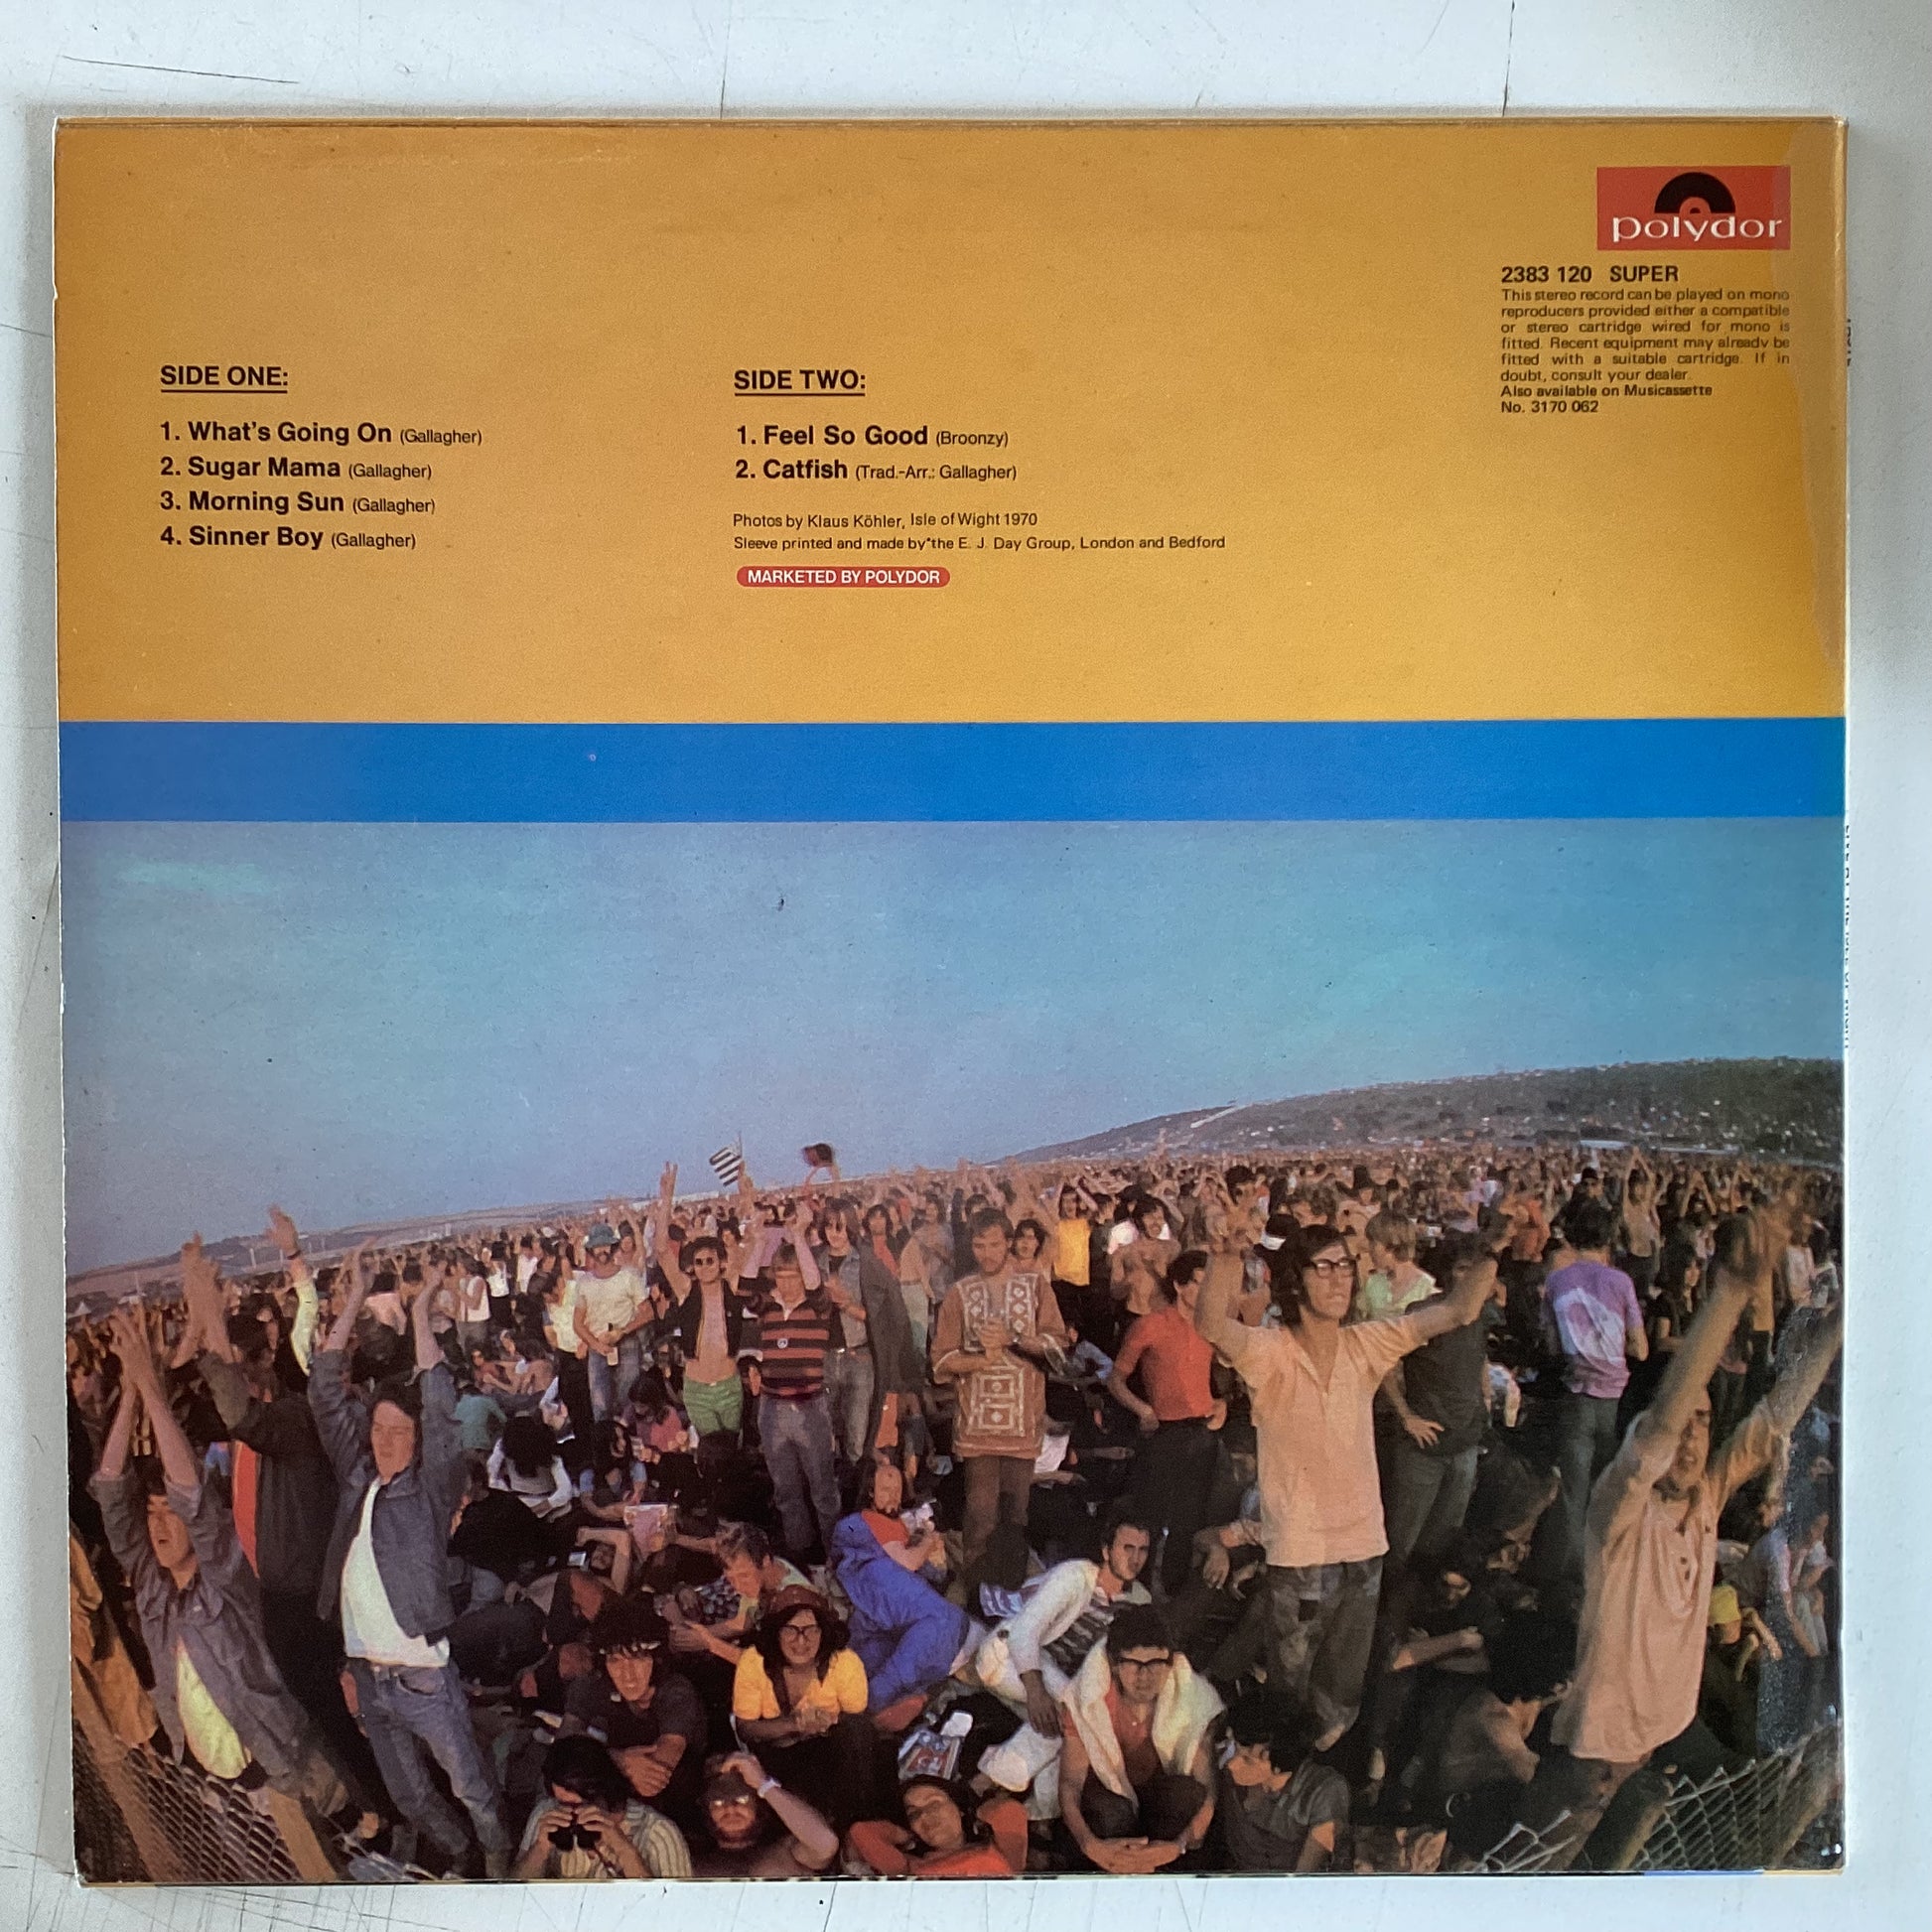 polydor
2383 120 SUPER
This stereo record can be played on mono
reproducers provided either a compatible
or stereo cartridge wired for mono is
fitted. Recent equipment may already be
fitted with a suitable cartridge. If in
doubt, consult your dealer.
Also available on Musicassette
No. 3170 062
SIDE ONE:
1. What's Going On (Gallagher)
2. Sugar Mama (Gallagher)
3. Morning Sun (Gallagher)
4. Sinner Boy (Gallagher)
SIDE TWO:
1. Feel So Good (Broonzy)
2. Catfish (Trad.-Arr.: Gallagher)
Photos by Klaus Köhler, Isle of Wight 1970
Sleeve printed and made by the E. J. Day Group, London and Bedford
MARKETED BY POLYDOR